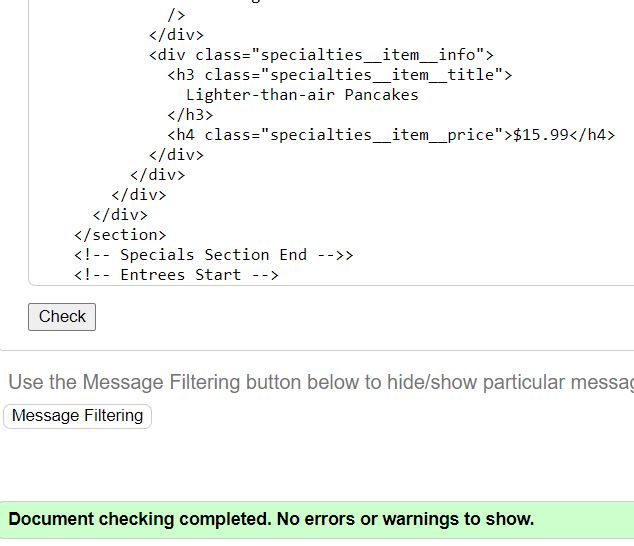 />
</div>
<div class="specialties__item__info">
<h3 class="specialties__item__title">
Lighter-than-air Pancakes
</h3>
<h4 class="specialties__item__price">$15.99</h4>
</div>
</div>
</div>
</div>
</section>
<!-- Specials Section End -->>
<!-- Entrees Start -->
Check
Use the Message Filtering button below to hide/show particular messag
Message Filtering
Document checking completed. No errors or warnings to show.